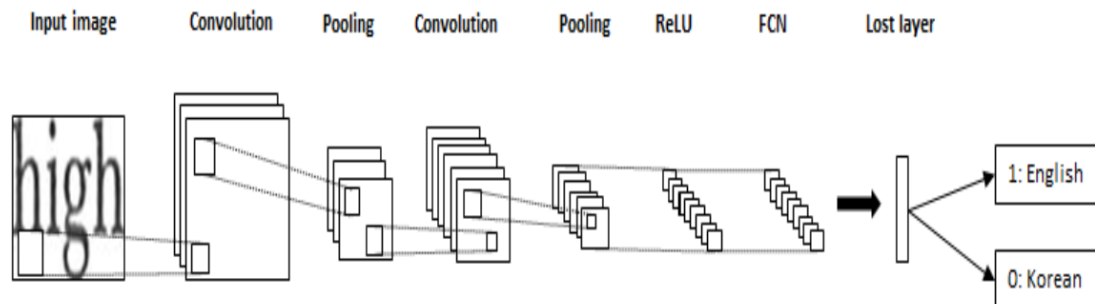 Input image Convolution Pooling Convolution Pooling ReLU FCN Lost layer
high
1: English
0: Korean